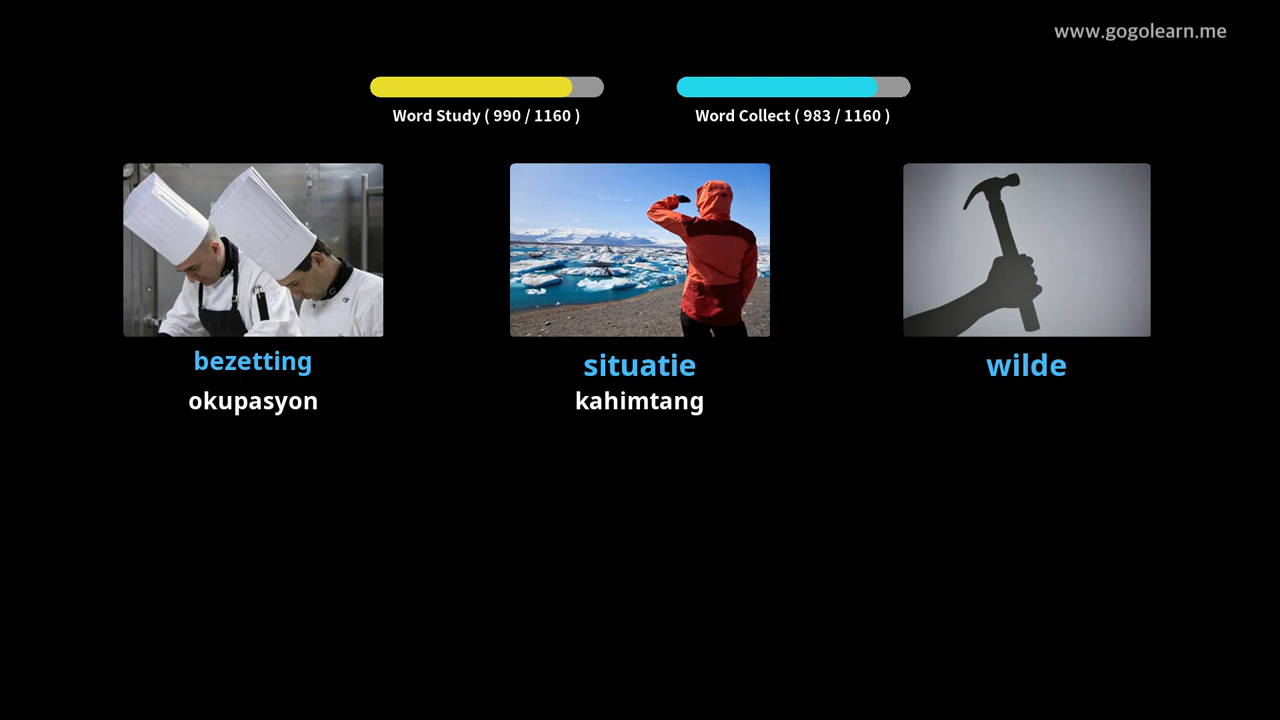 www.gogolearn.me
Word Study ( 990 / 1160 )
Word Collect ( 983 / 1160 )
bezetting
okupasyon
situatie
kahimtang
wilde